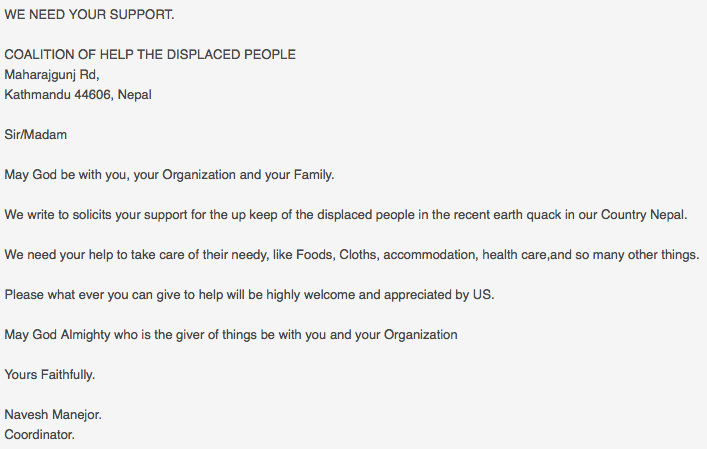 WE NEED YOUR SUPPORT.
COALITION OF HELP THE DISPLACED PEOPLE
Maharajgunj Rd,
Kathmandu 44606, Nepal
Sir/Madam
May God be with you, your Organization and your Family.
We write to solicits your support for the up keep of the displaced people in the recent earth quack in our Country Nepal.
We need your help to take care of their needy, like Foods, Cloths, accommodation, health care,and so many other things.
Please what ever you can give to help will be highly welcome and appreciated by US.
May God Almighty who is the giver of things be with you and your Organization
Yours Faithfully.
Navesh Manejor.
Coordinator.